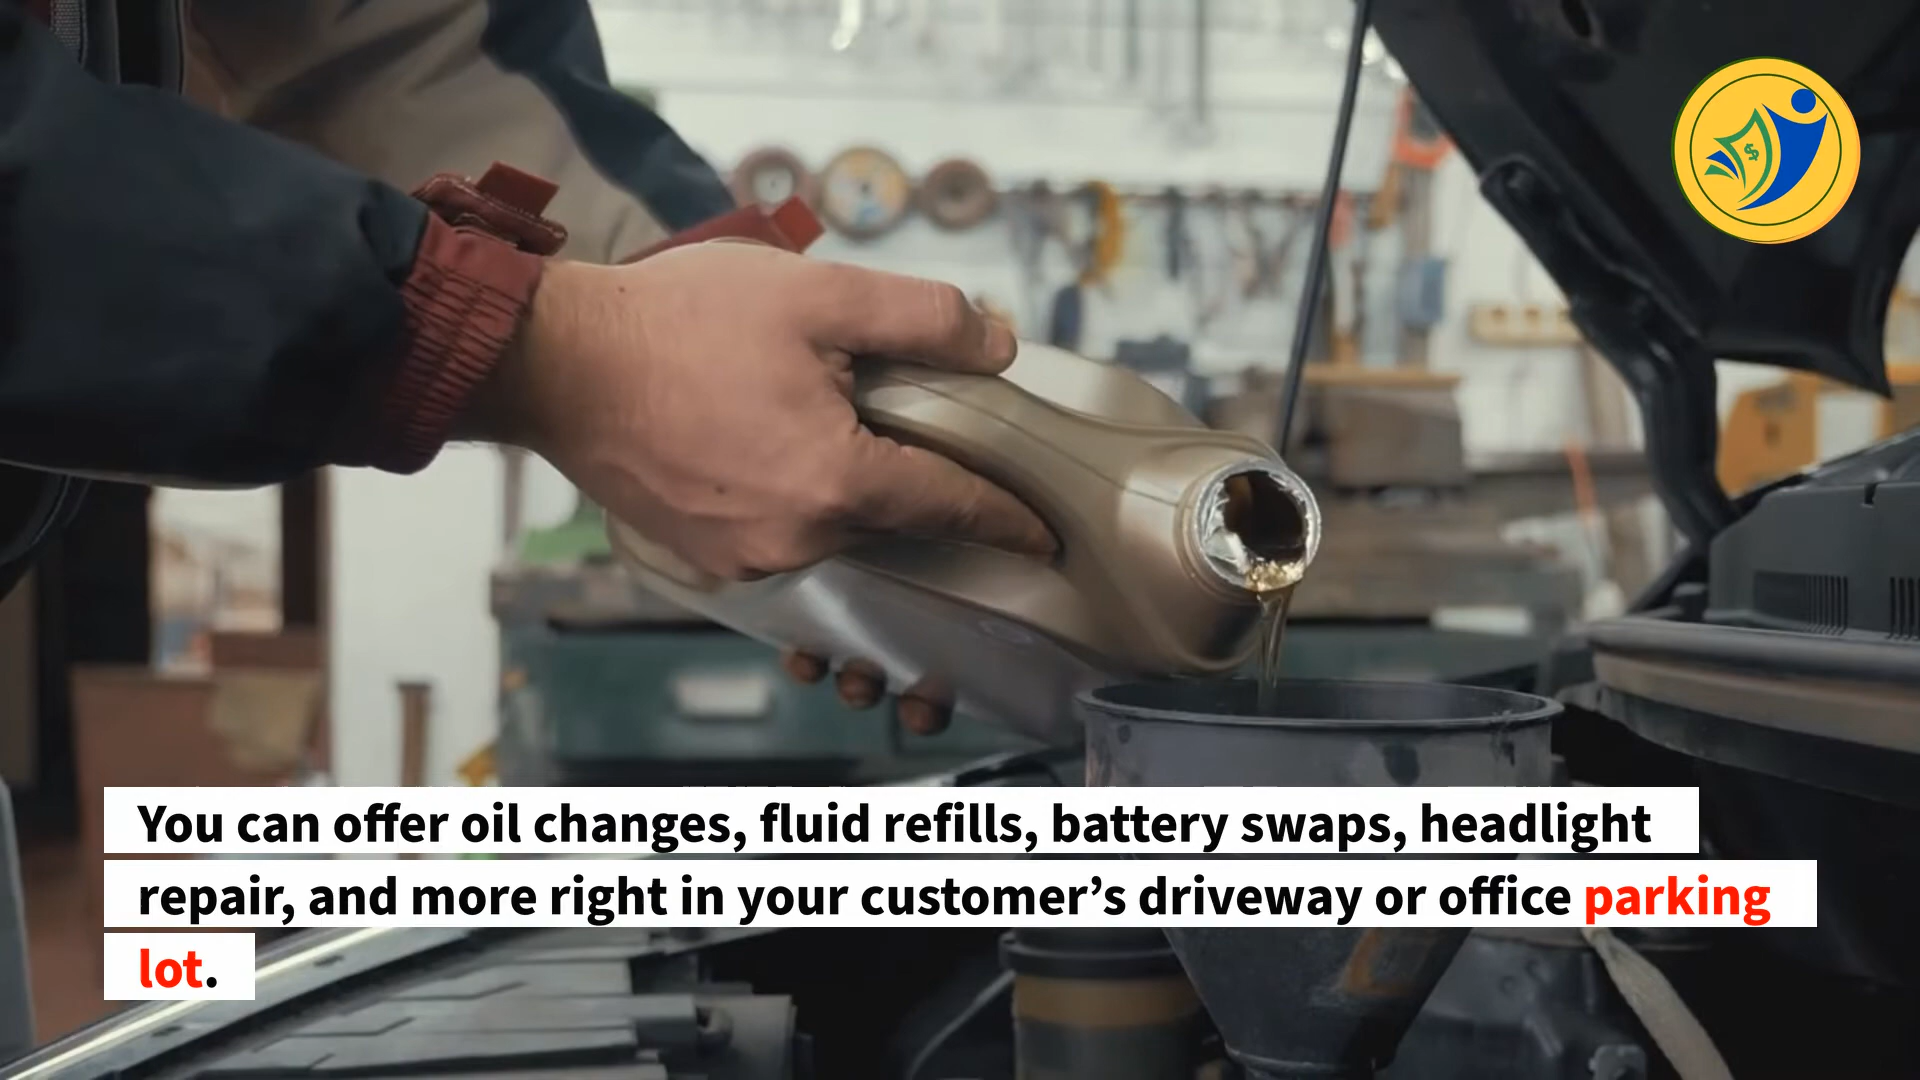 $
You can offer oil changes, fluid refills, battery swaps, headlight
repair, and more right in your customer’s driveway or office parking
lot.